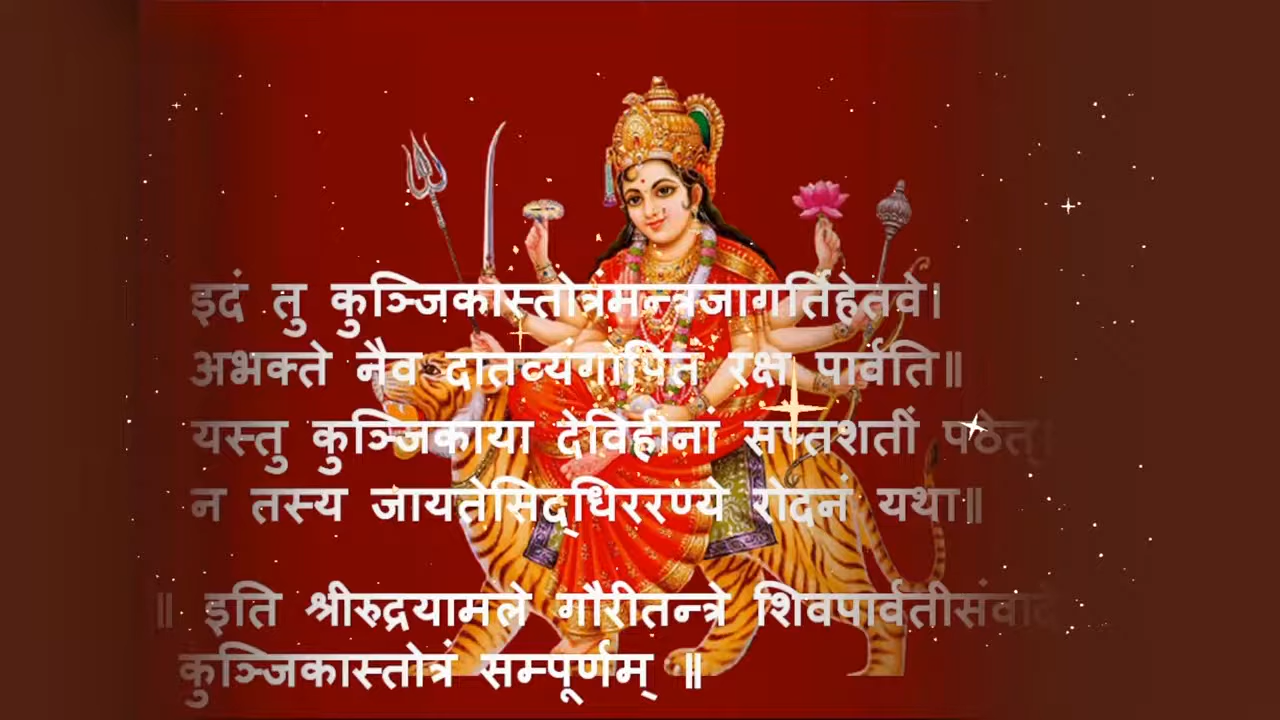 इदं तु कुञ्जिकास्तोत्रंमन्त्रजागर्तिहेतवे।
अभक्ते नैव दातव्यंगोपितं रक्ष पार्वति॥
यस्तु कुञ्जिकाया देविहीनां सप्तशतीं पठेत्।
न तस्य जायतेसिद्धिररण्ये रोदनं यथा॥
॥ इति श्रीरुद्रयामले गौरीतन्त्रे शिवपार्वतीसंवादे
कुञ्जिकास्तोत्रं सम्पूर्णम् ॥